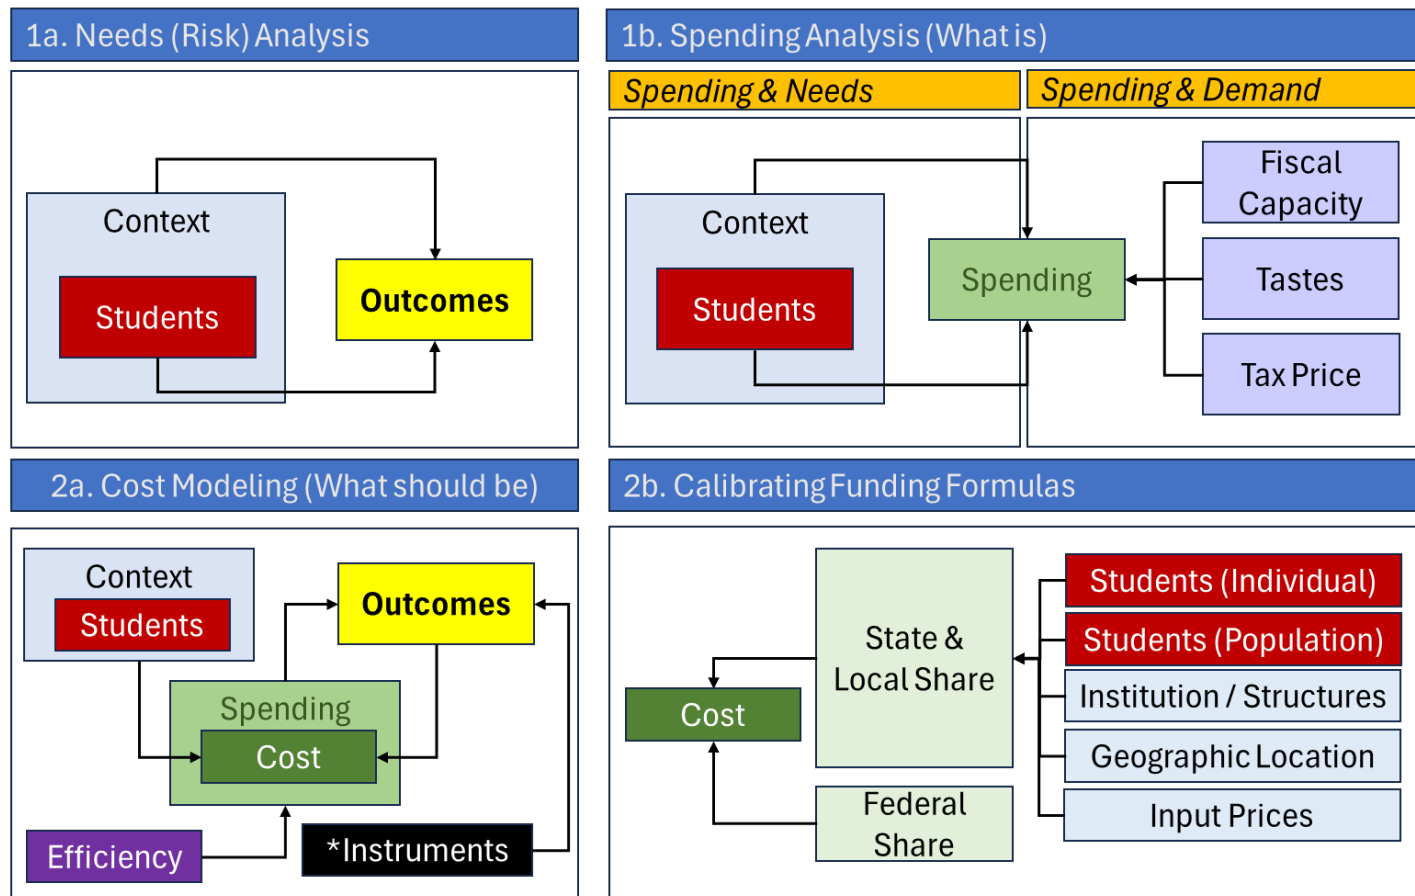 1a. Needs (Risk) Analysis
Context
Students
Outcomes
1b. Spending Analysis (What is)
Spending & Needs
Spending & Demand
Context
Students
Spending
Fiscal
Capacity
Tastes
Tax Price
2a. Cost Modeling (What should be)
Context
Students
Outcomes
Spending
Cost
Efficiency
*Instruments
2b. Calibrating Funding Formulas
Cost
State &
Local Share
Federal
Share
Students (Individual)
Students (Population)
Institution / Structures
Geographic Location
Input Prices